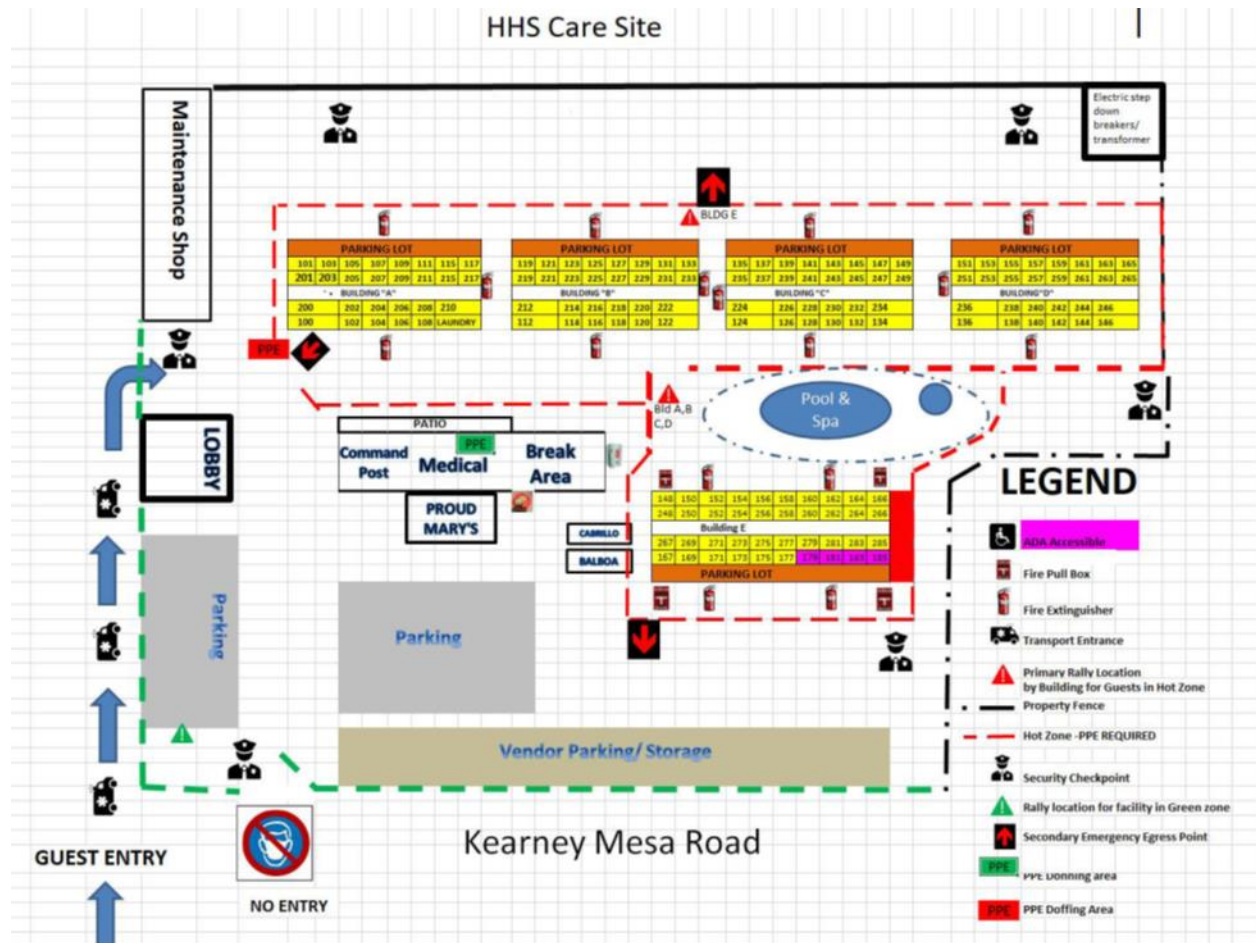 HHS Care Site
Maintenance Shop
Electric step
down
breakers/
transformer
BLDG E
PARKING LOT
101 103 105 107 109 111 115 117
201 203 205 207 209 211 215 217
BUILDING "A"
200 202 204 206 208 210
100 102 104 106 108 LAUNDRY
PARKING LOT
119 121 123 125 127 129 131 133
219 221 223 225 227 229 231 233
BUILDING "B"
212 214 216 218 220 222
112 114 116 118 120 122
PARKING LOT
135 137 139 141 143 145 147 149
235 237 239 241 243 245 247 249
BUILDING "C"
224 226 228 230 232 234
124 126 128 130 132 134
PARKING LOT
151 153 155 157 159 161 163 165
251 253 255 257 259 261 263 265
BUILDING"D"
236 238 240 242 244 246
136 138 140 142 144 146
PPE
Bld A,B
C,D
Pool &
Spa
LOBBY
PATIO
Command
Post
PPE
Medical
Break
Area
PROUD
MARY'S
CABRILLO
BALBOA
148 150 152 154 156 158 160 162 164 166
248 250 252 254 256 258 260 262 264 266
Building E
267 269 271 273 275 277 279 281 283 285
167 169 171 173 175 177
PARKING LOT
Parking
Parking
Vendor Parking/ Storage
GUEST ENTRY
NO ENTRY
Kearney Mesa Road
LEGEND
ADA Accessible
Fire Pull Box
Fire Extinguisher
Transport Entrance
Primary Rally Location
by Building for Guests in Hot Zone
Property Fence
Hot Zone -PPE REQUIRED
Security Checkpoint
Rally location for facility in Green zone
Secondary Emergency Egress Point
PPE PPE Donning area
PPE PPE Doffing Area